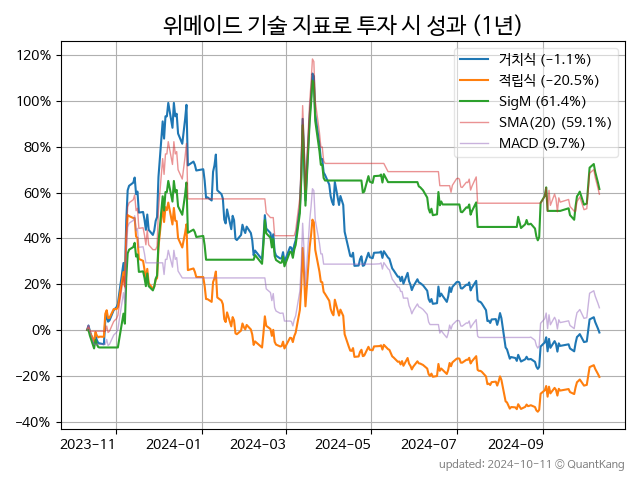 위메이드 기술 지표로 투자 시 성과 (1년)
120%
100%
80%
60%
40%
20%
0%
−20%
−40%
거치식 (-1.1%)
적립식 (-20.5%)
SigM (61.4%)
SMA(20) (59.1%)
MACD (9.7%)
2023-11 2024-01 2024-03 2024-05 2024-07 2024-09
updated: 2024-10-11 © QuantKang